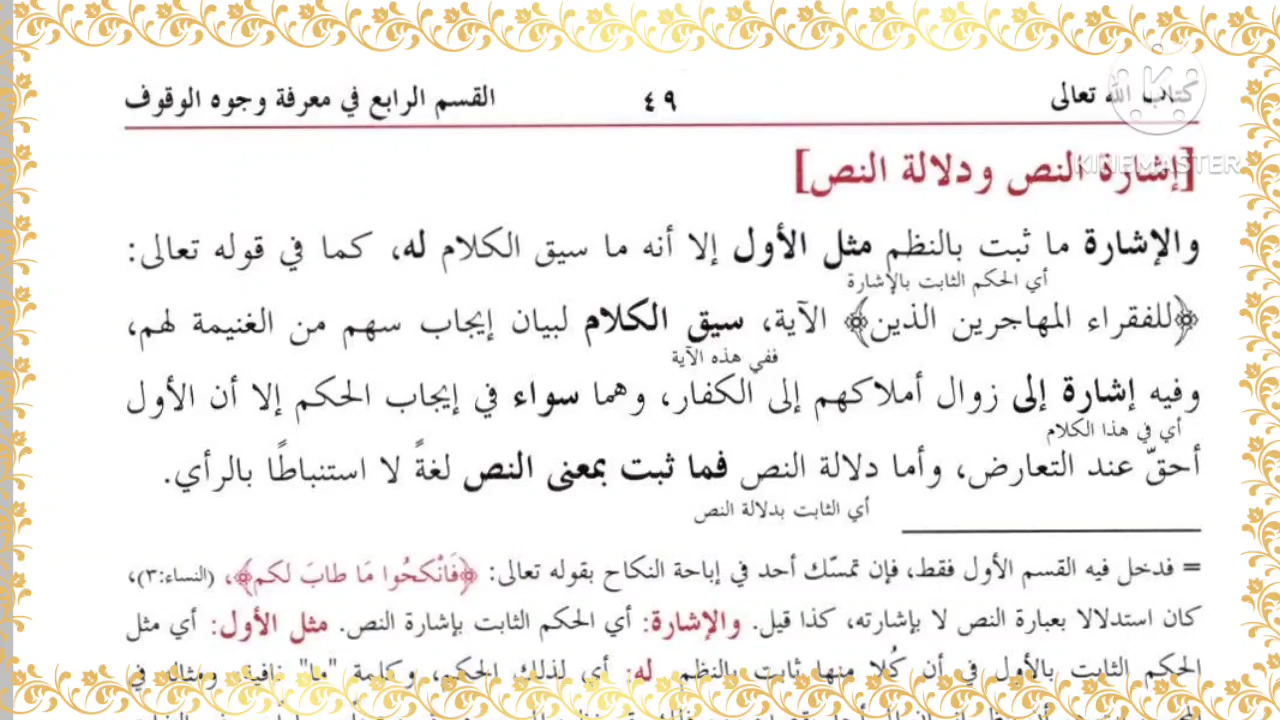 كتاب الله تعالى ٤٩ القسم الرابع في معرفة وجوه الوقوف
KINEMASTER
[إشارة النص ودلالة النص]
والإشارة ما ثبت بالنظم مثل الأول إلا أنه ما سيق الكلام له، كما في قوله تعالى:
أي الحكم الثابت بالإشارة
﴿للفقراء المهاجرين الذين﴾ الآية، سيق الكلام لبيان إيجاب سهم من الغنيمة لهم،
ففي هذه الآية
وفيه إشارة إلى زوال أملاكهم إلى الكفار، وهما سواء في إيجاب الحكم إلا أن الأول
أي في هذا الكلام
أحقّ عند التعارض، وأما دلالة النص فما ثبت بمعنى النص لغةً لا استنباطًا بالرأي.
أي الثابت بدلالة النص
= فدخل فيه القسم الأول فقط، فإن تمسّك أحد في إباحة النكاح بقوله تعالى: ﴿فَانْكحُوا مَا طابَ لكم﴾، (النساء:٣)،
كان استدلالا بعبارة النص لا بإشارته، كذا قيل. والإشارة: أي الحكم الثابت بإشارة النص. مثل الأول: أي مثل
الحكم الثابت بالأول في أن كُلا منها ثابت بالنظم. له: أي لذلك الحكم، وكلمة "ما" نافية ومثاله في